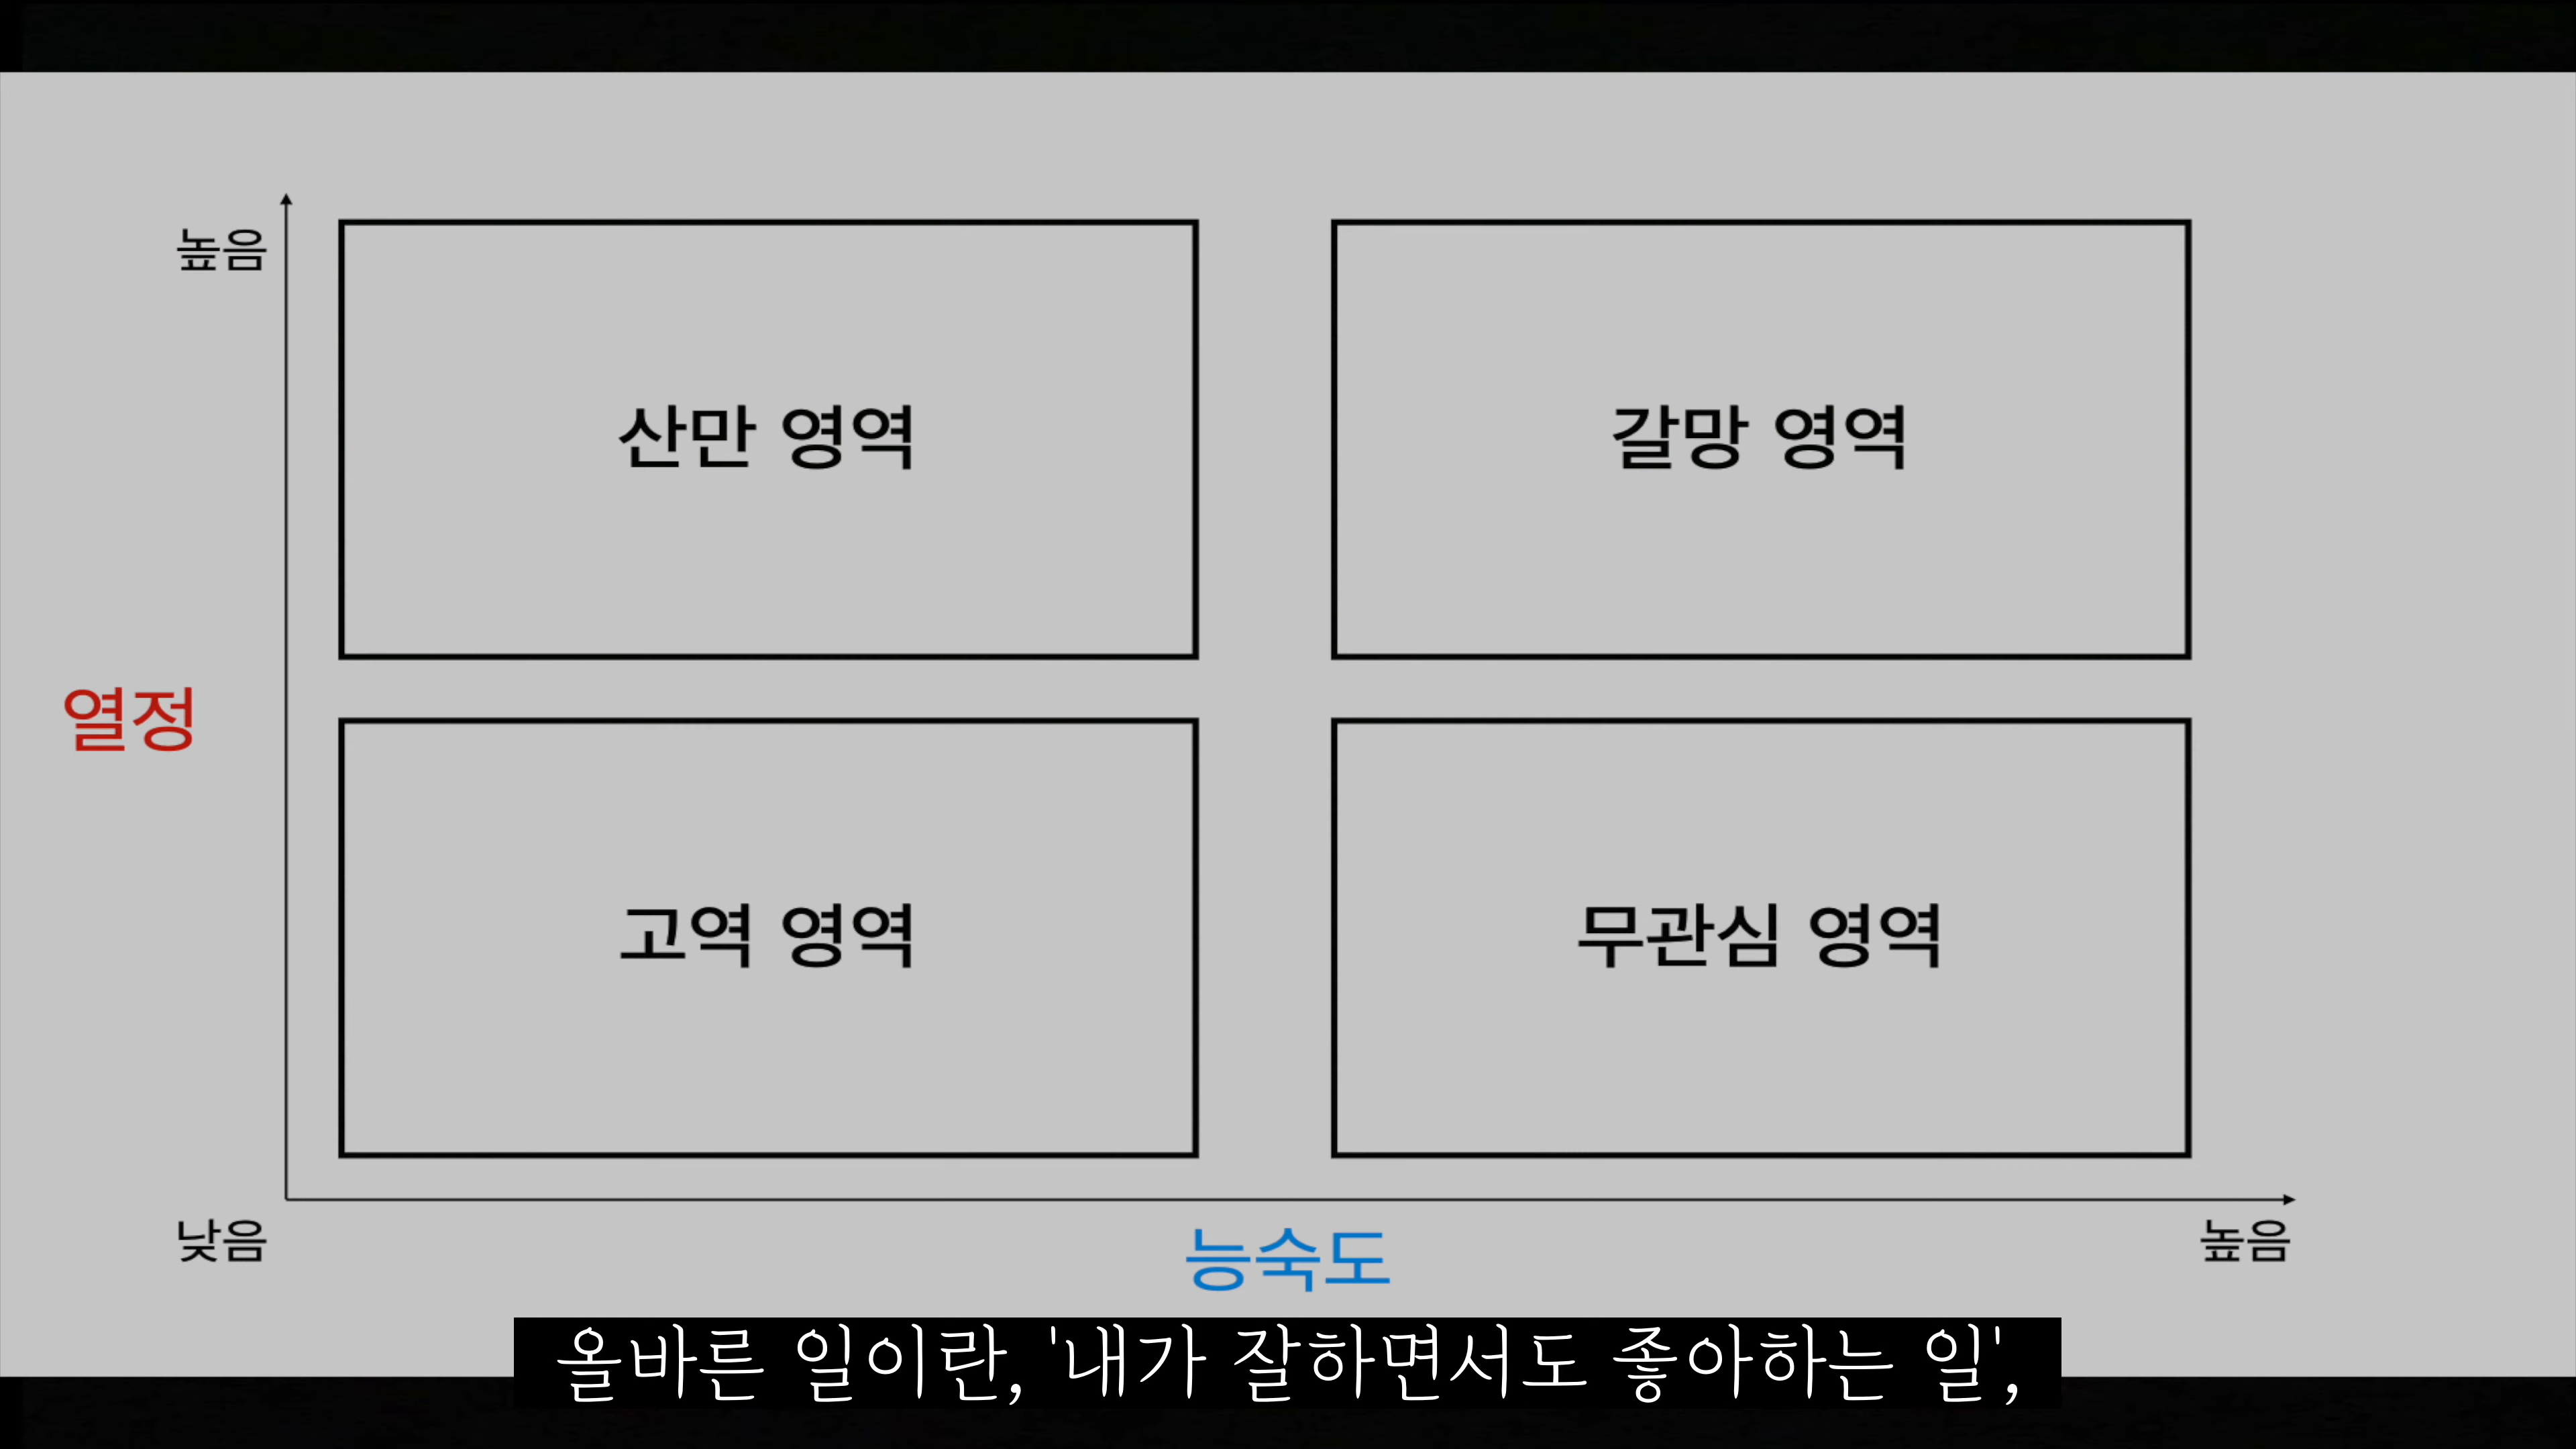 높음
산만 영역
갈망 영역
열정
고역 영역
무관심 영역
낮음
능숙도
높음
올바른 일이란, '내가 잘하면서도 좋아하는 일',